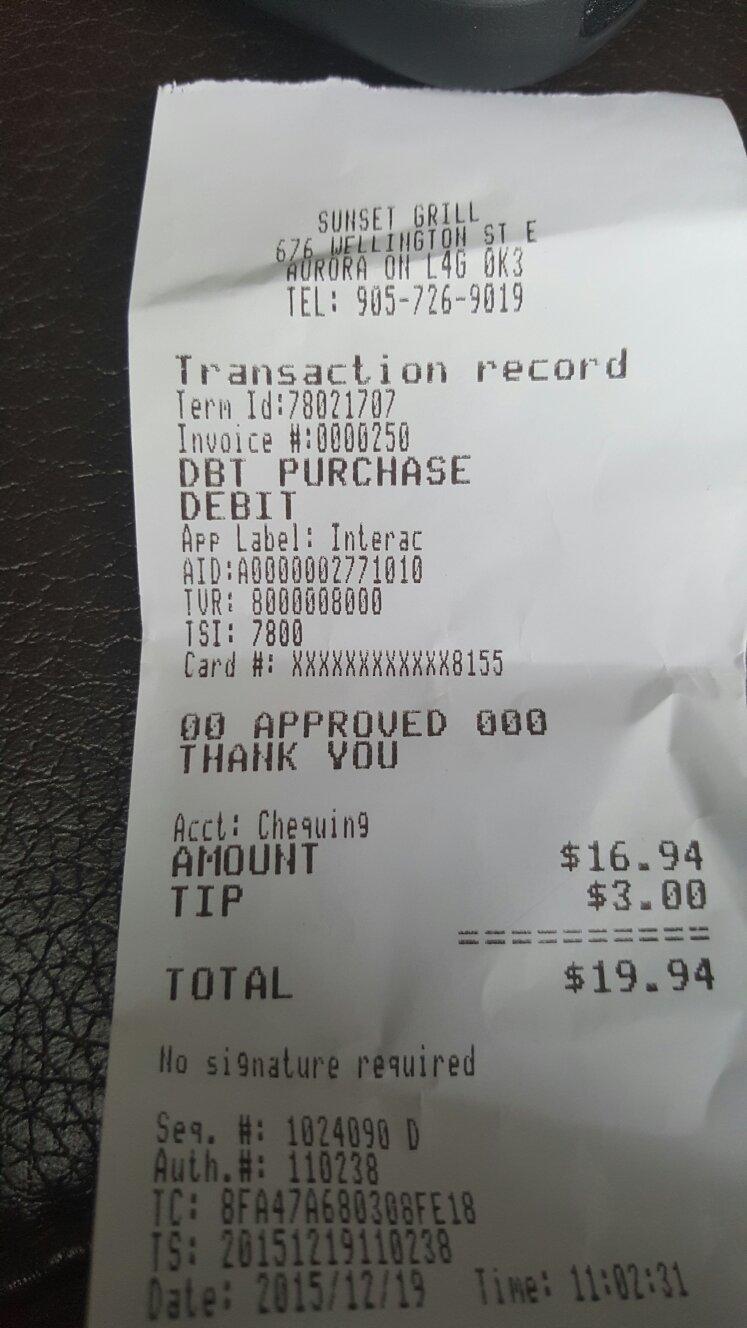 SUNSET GRILL
676 WELLINGTON ST E
AURORA ON L4G 0K3
TEL: 905-726-9019
Transaction record
Term Id:78021707
Invoice #:0000250
DBT PURCHASE
DEBIT
App Label: Interac
AID:A0000002771010
TVR: 8000008000
TSI: 7800
Card #: XXXXXXXXXXXX8155
00 APPROVED 000
THANK YOU
Acct: Chequing
AMOUNT $16.94
TIP $3.00
==========
TOTAL $19.94
No signature required
Seq. #: 1024090 D
Auth.#: 110238
TC: 8FA47A680308FE18
TS: 20151219110238
Date: 2015/12/19 Time: 11:02:31